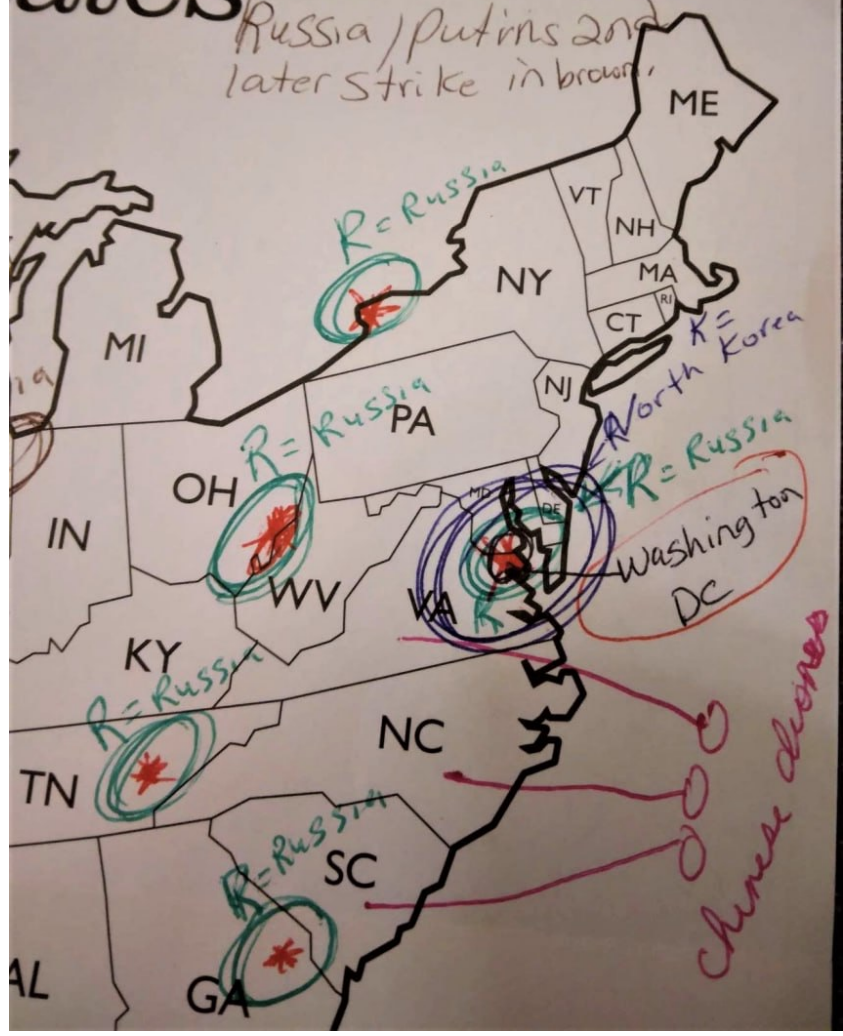 Russia/Putins 2nd
later strike in brown.
ME
R = Russia
VT
NH
NY
MA
RI
CT
MI
K =
North Korea
NJ
R = Russia
PA
R = Russia
OH
MD
DE
IN
Washington
DC
WV
VA
R
KY
R = Russia
NC
TN
chinese drones
R = Russia
SC
GA
AL